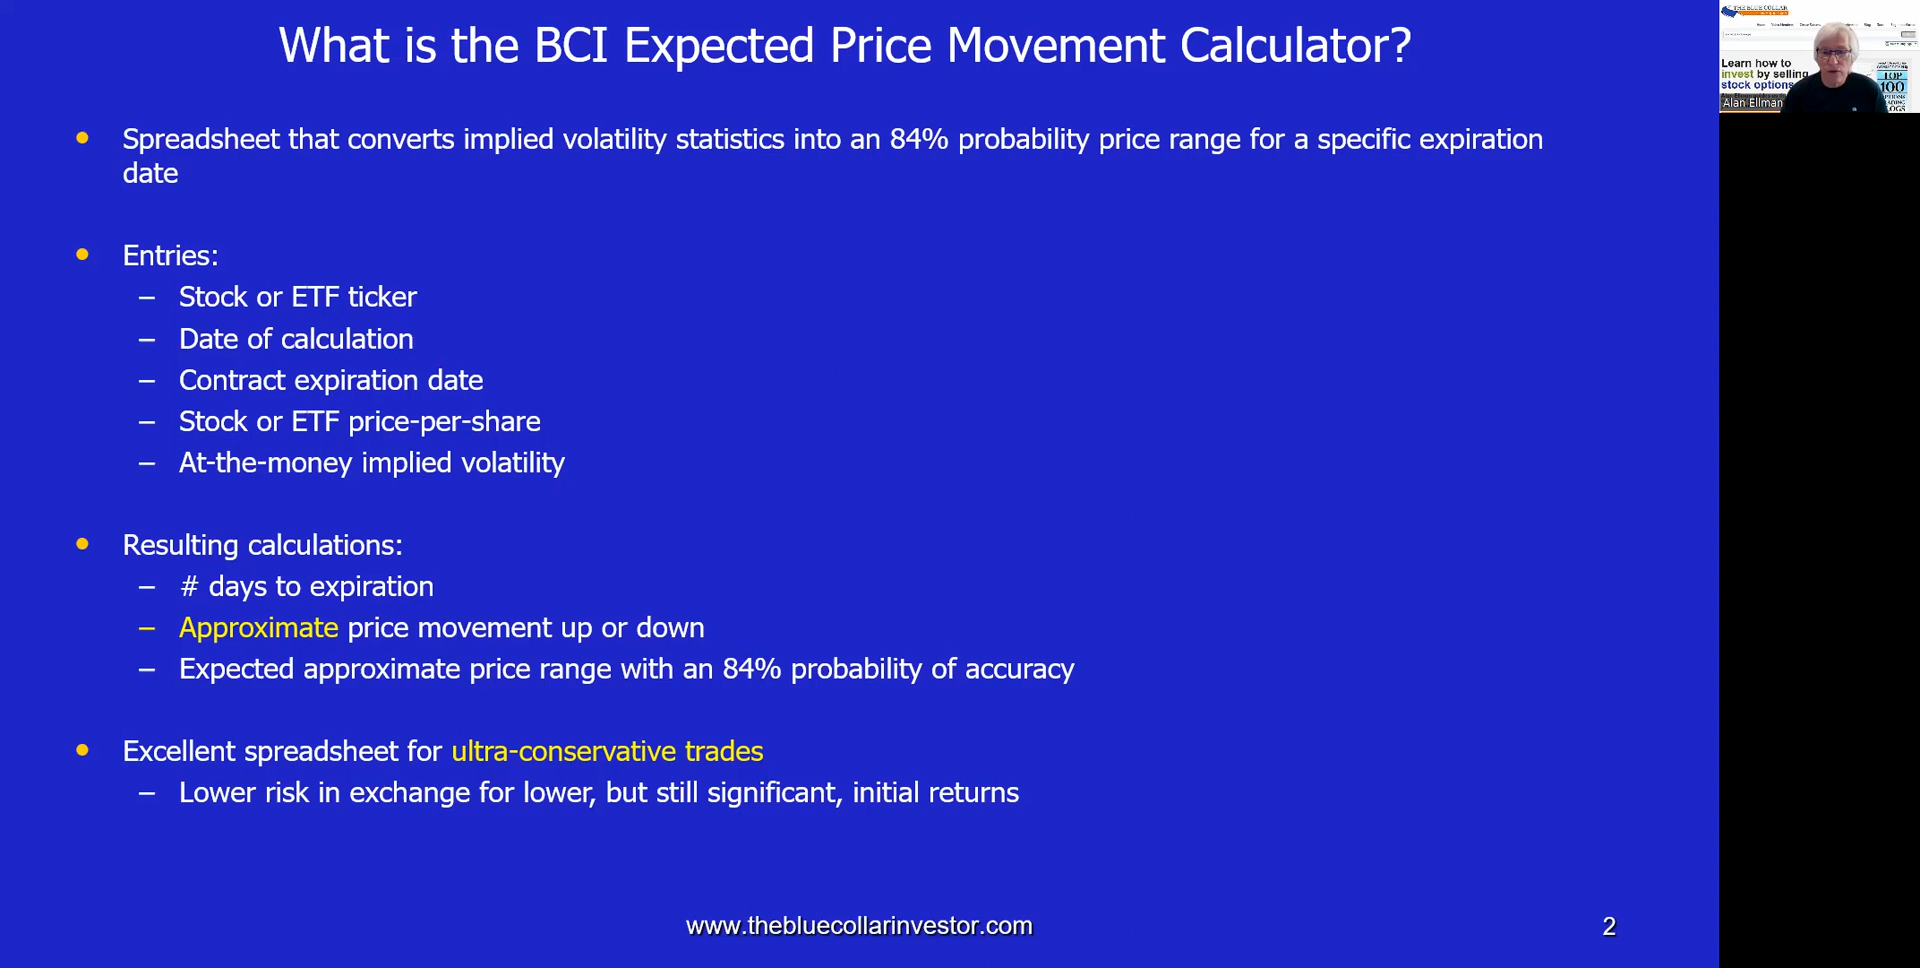 What is the BCI Expected Price Movement Calculator?
• Spreadsheet that converts implied volatility statistics into an 84% probability price range for a specific expiration
date
• Entries:
– Stock or ETF ticker
– Date of calculation
– Contract expiration date
– Stock or ETF price-per-share
– At-the-money implied volatility
• Resulting calculations:
– # days to expiration
– Approximate price movement up or down
– Expected approximate price range with an 84% probability of accuracy
• Excellent spreadsheet for ultra-conservative trades
– Lower risk in exchange for lower, but still significant, initial returns
www.thebluecollarinvestor.com
2
THE BLUE COLLAR
Learn how to
invest by selling
stock options
TOP
100
Alan Ellman